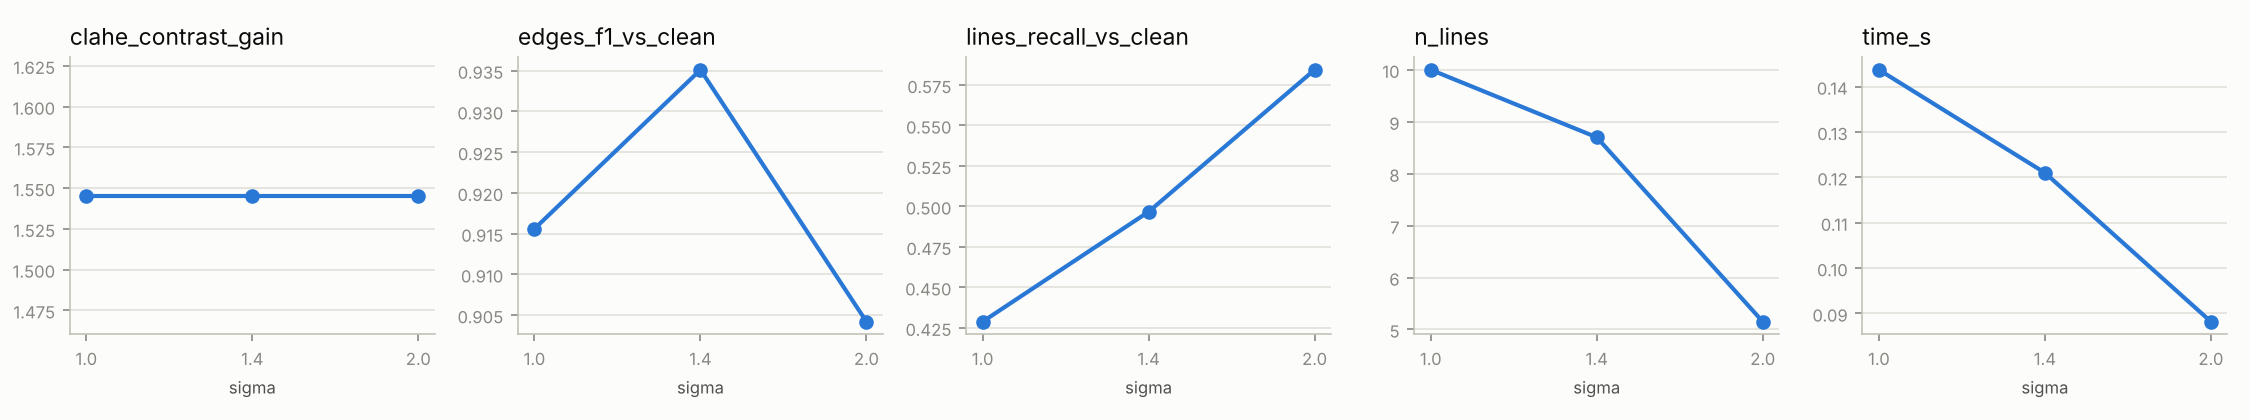 clahe_contrast_gain
1.625
1.600
1.575
1.550
1.525
1.500
1.475
1.0 1.4 2.0
sigma
edges_f1_vs_clean
0.935
0.930
0.925
0.920
0.915
0.910
0.905
1.0 1.4 2.0
sigma
lines_recall_vs_clean
0.575
0.550
0.525
0.500
0.475
0.450
0.425
1.0 1.4 2.0
sigma
n_lines
10
9
8
7
6
5
1.0 1.4 2.0
sigma
time_s
0.14
0.13
0.12
0.11
0.10
0.09
1.0 1.4 2.0
sigma